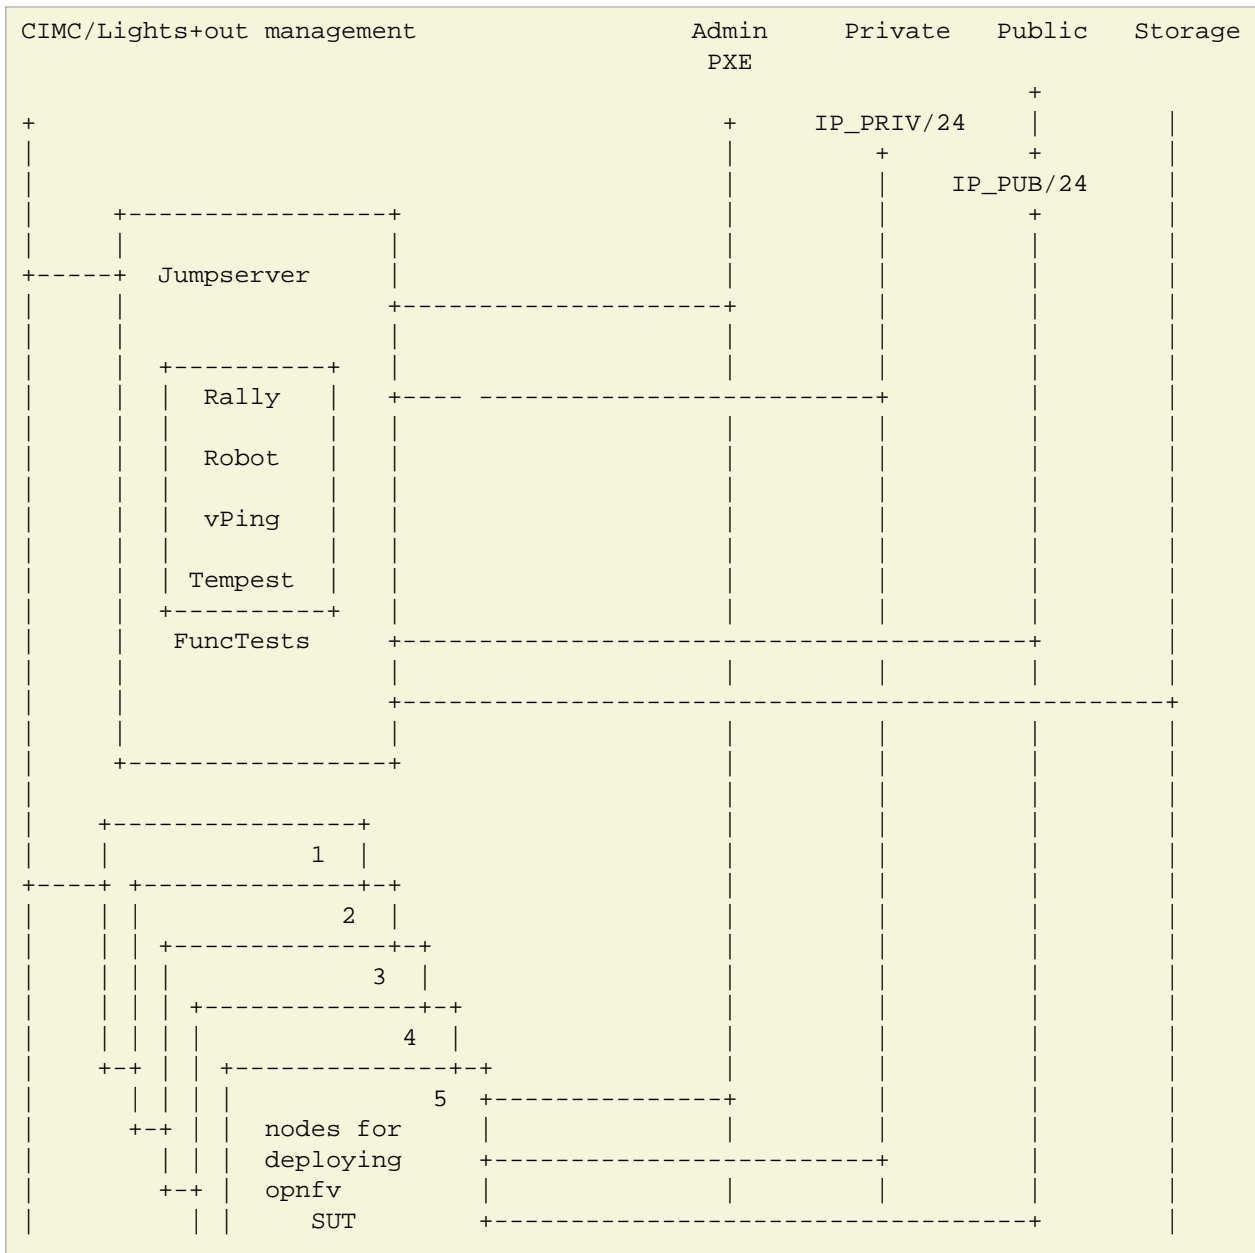 CIMC/Lights+out management Admin Private Public Storage
PXE
IP_PRIV/24
IP_PUB/24
Jumpserver
Rally
Robot
vPing
Tempest
FuncTests
1
2
3
4
5
nodes for
deploying
opnfv
SUT